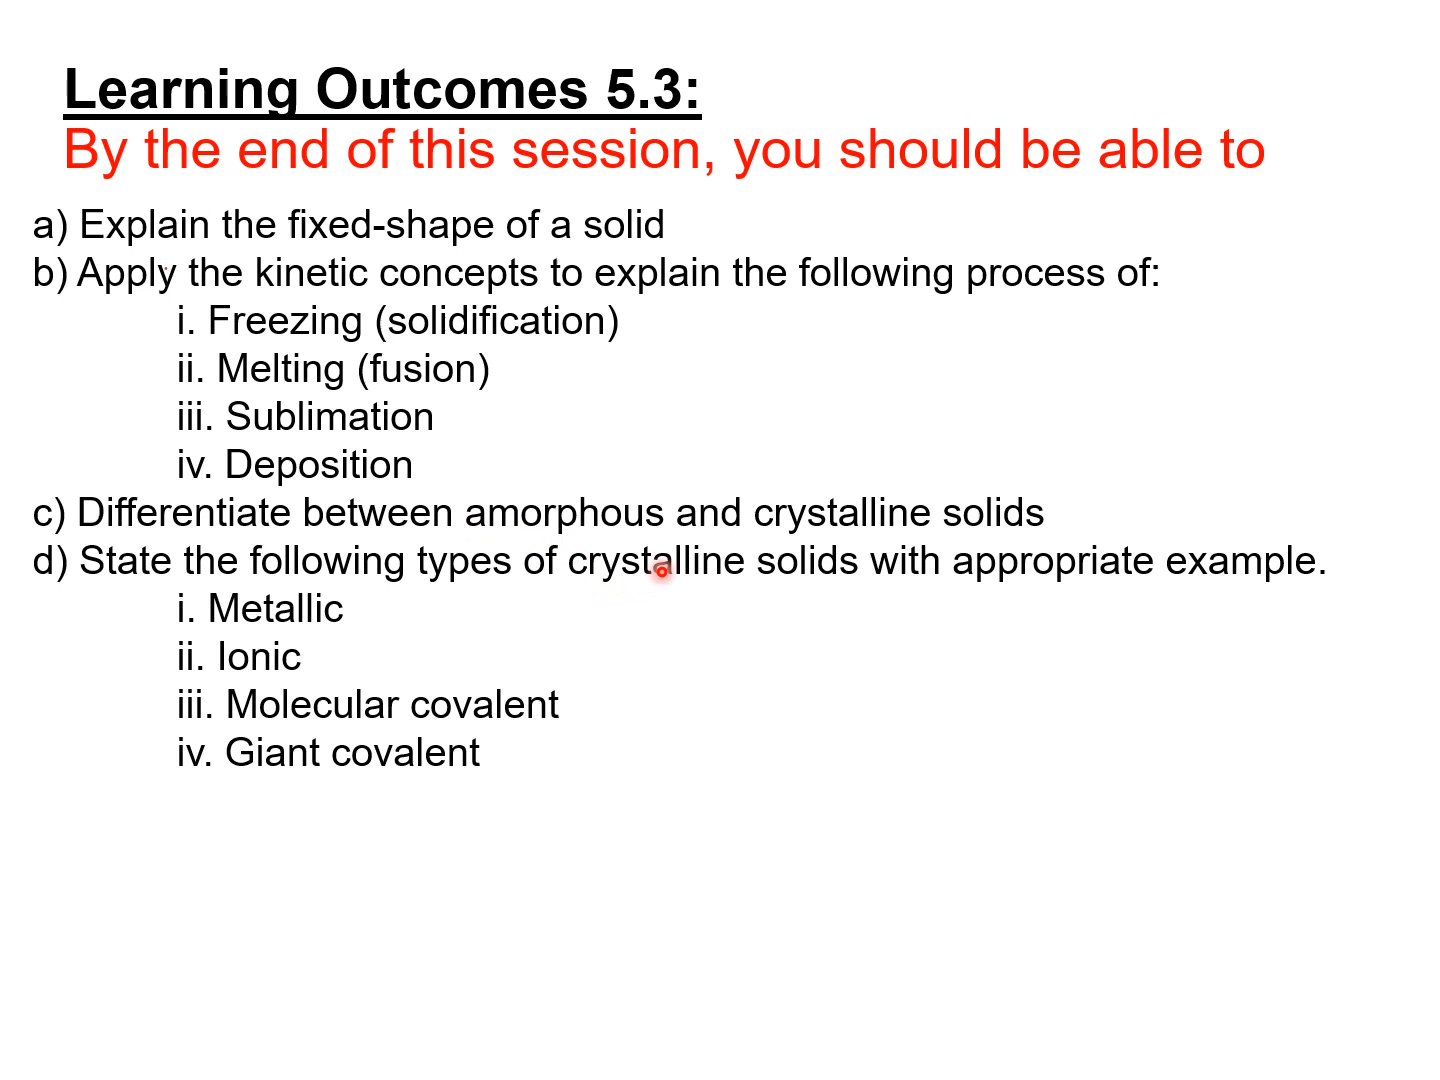 Learning Outcomes 5.3:
By the end of this session, you should be able to
a) Explain the fixed-shape of a solid
b) Apply the kinetic concepts to explain the following process of:
i. Freezing (solidification)
ii. Melting (fusion)
iii. Sublimation
iv. Deposition
c) Differentiate between amorphous and crystalline solids
d) State the following types of crystalline solids with appropriate example.
i. Metallic
ii. Ionic
iii. Molecular covalent
iv. Giant covalent